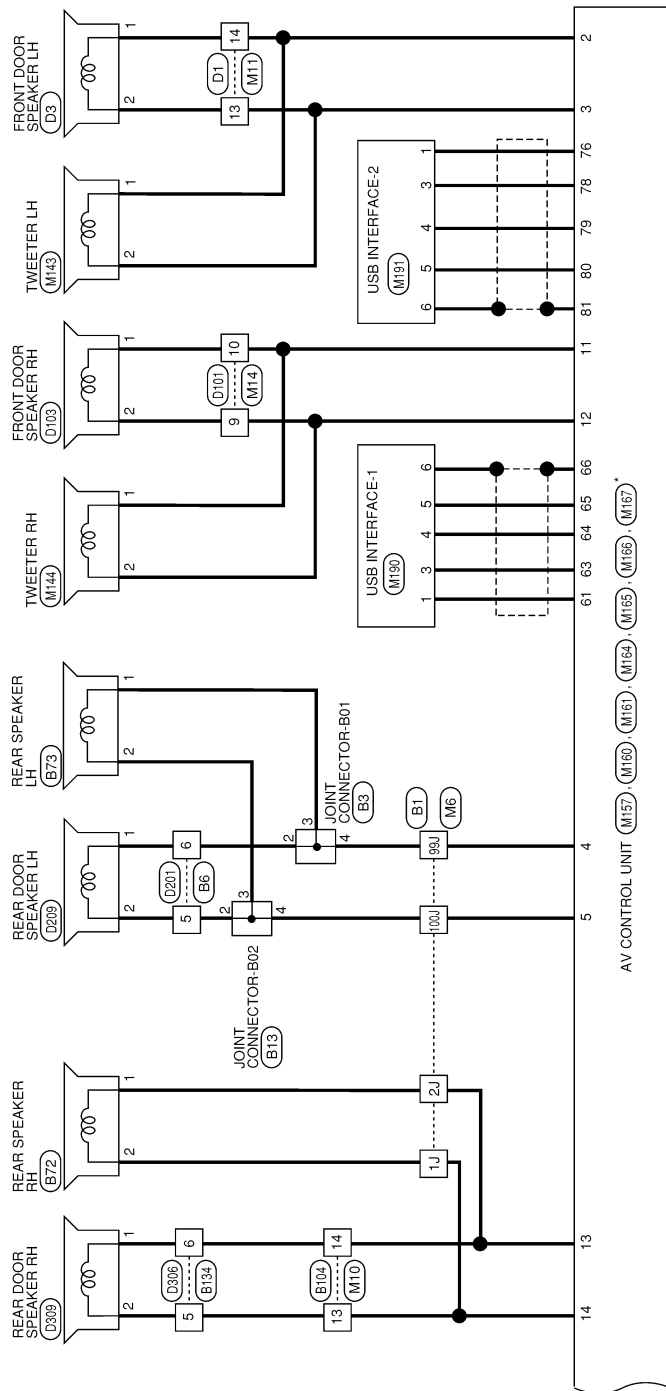 FRONT DOOR
SPEAKER LH
D3
1
2
14
13
D1
M11
2
3
TWEETER LH
M143
1
2
USB INTERFACE-2
M191
1
3
4
5
6
76
78
79
80
81
FRONT DOOR
SPEAKER RH
D103
1
2
10
9
D101
M14
11
12
TWEETER RH
M144
1
2
USB INTERFACE-1
M190
6
5
4
3
1
66
65
64
63
61
REAR SPEAKER
LH
B73
1
2
REAR DOOR
SPEAKER LH
D209
1
2
6
5
D201
B6
2
3
4
JOINT
CONNECTOR-B01
B3
2
3
4
JOINT
CONNECTOR-B02
B13
B1
M6
99J
100J
4
5
REAR SPEAKER
RH
B72
1
2
2J
1J
REAR DOOR
SPEAKER RH
D309
1
2
6
5
D306
B134
14
13
B104
M10
13
14
AV CONTROL UNIT M157, M160, M161, M164, M165, M166, M167*